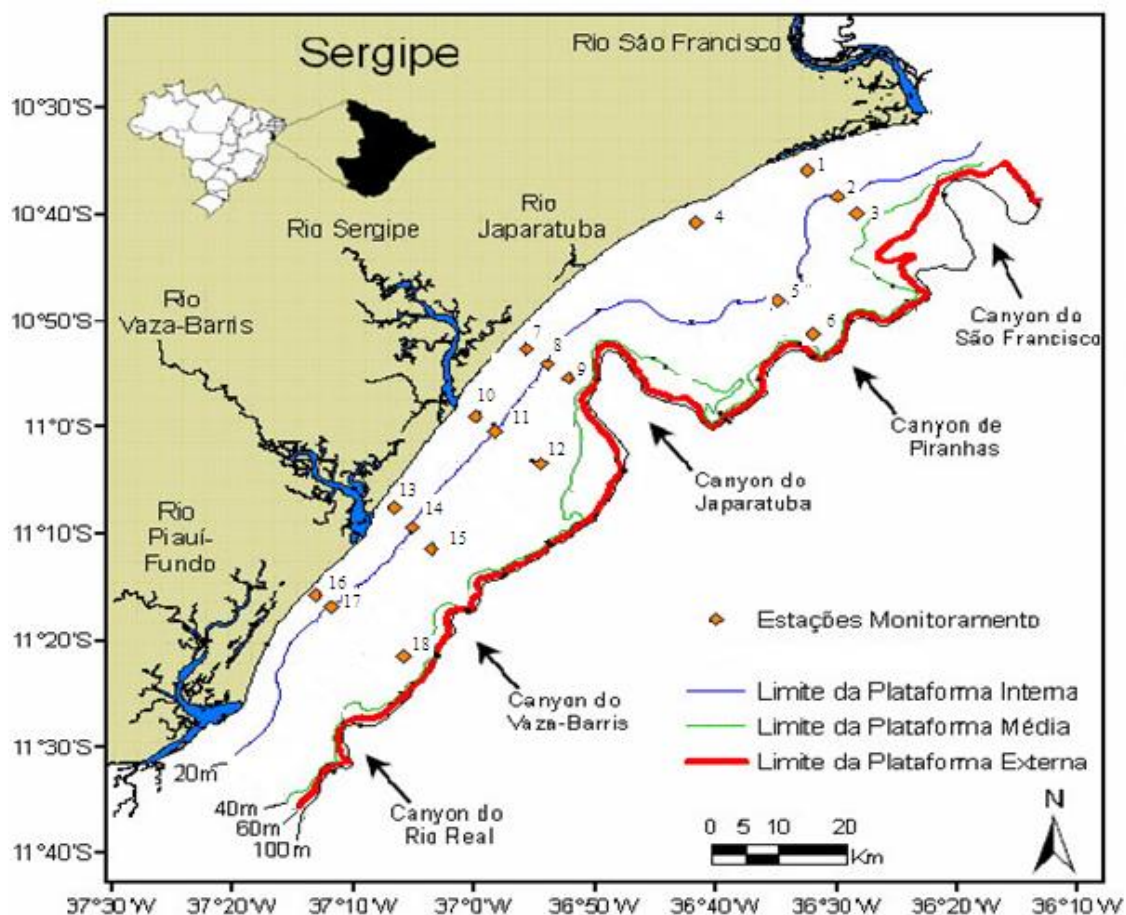 Sergipe
Rio São Francisco
10°30'S
10°40'S
10°50'S
11°0'S
11°10'S
11°20'S
11°30'S
11°40'S
Rio
Japaratuba
Rio Sergipe
Rio
Vaza-Barris
Rio
Piauí-
Fundo
1
2
3
4
5
6
7
8
9
10
11
12
13
14
15
16
17
18
Canyon do
São Francisco
Canyon de
Piranhas
Canyon do
Japaratuba
Canyon do
Vaza-Barris
Canyon do
Rio Real
20m
40m
60m
100m
Estações Monitoramento
Limite da Plataforma Interna
Limite da Plataforma Média
Limite da Plataforma Externa
0 5 10 20
Km
N
37°30'W 37°20'W 37°10'W 37°0'W 36°50'W 36°40'W 36°30'W 36°20'W 36°10'W